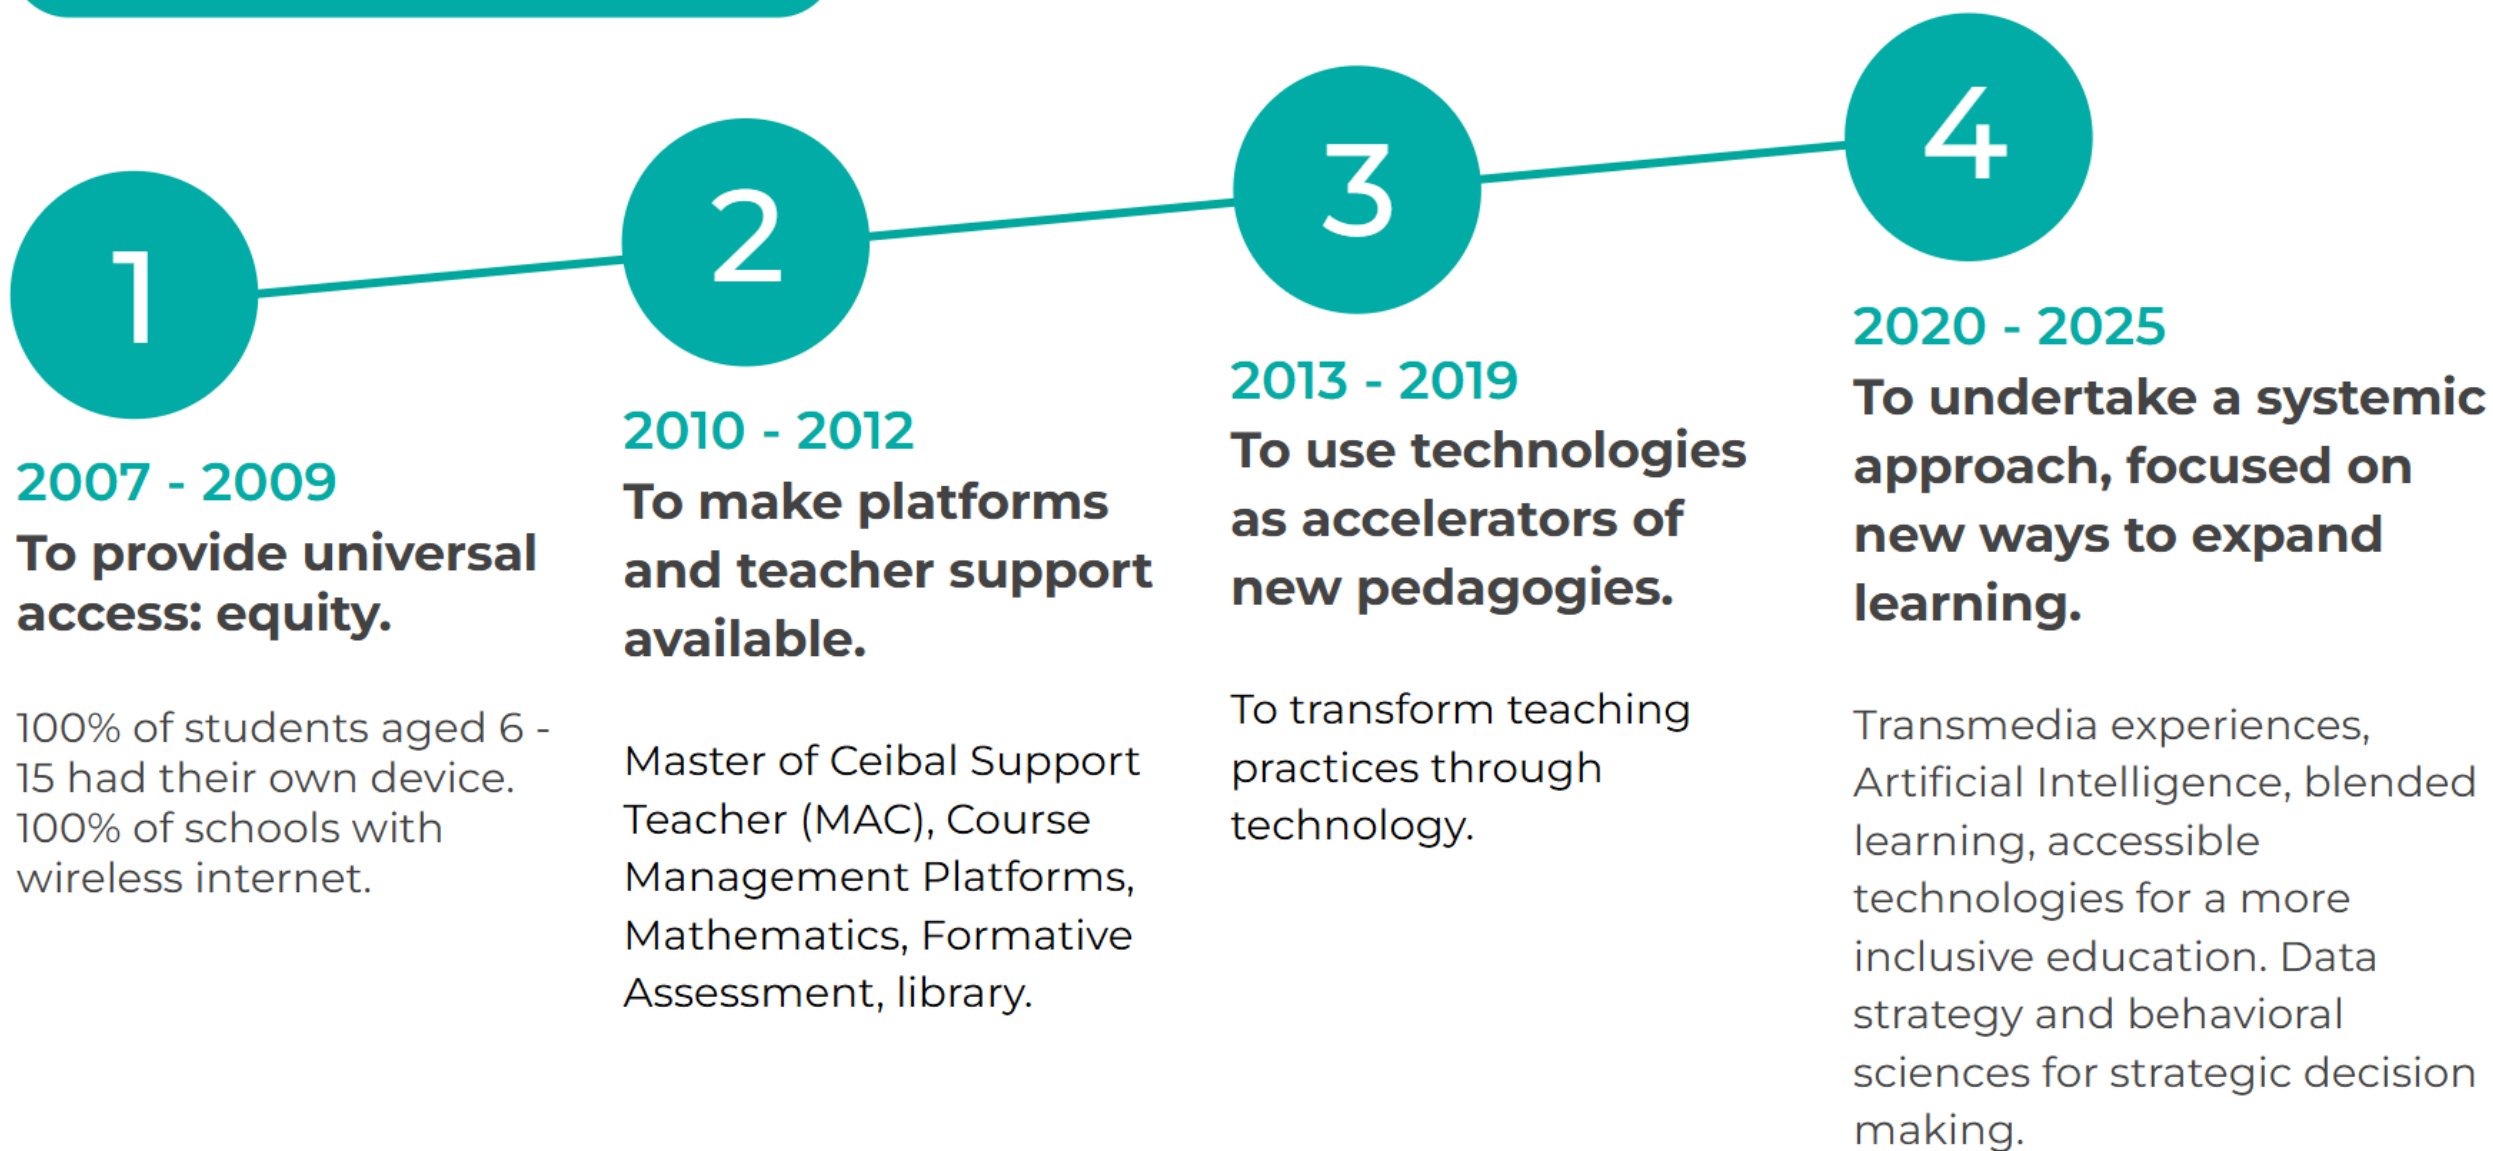 1
2007 - 2009
To provide universal
access: equity.
100% of students aged 6 -
15 had their own device.
100% of schools with
wireless internet.
2
2010 - 2012
To make platforms
and teacher support
available.
Master of Ceibal Support
Teacher (MAC), Course
Management Platforms,
Mathematics, Formative
Assessment, library.
3
2013 - 2019
To use technologies
as accelerators of
new pedagogies.
To transform teaching
practices through
technology.
4
2020 - 2025
To undertake a systemic
approach, focused on
new ways to expand
learning.
Transmedia experiences,
Artificial Intelligence, blended
learning, accessible
technologies for a more
inclusive education. Data
strategy and behavioral
sciences for strategic decision
making.